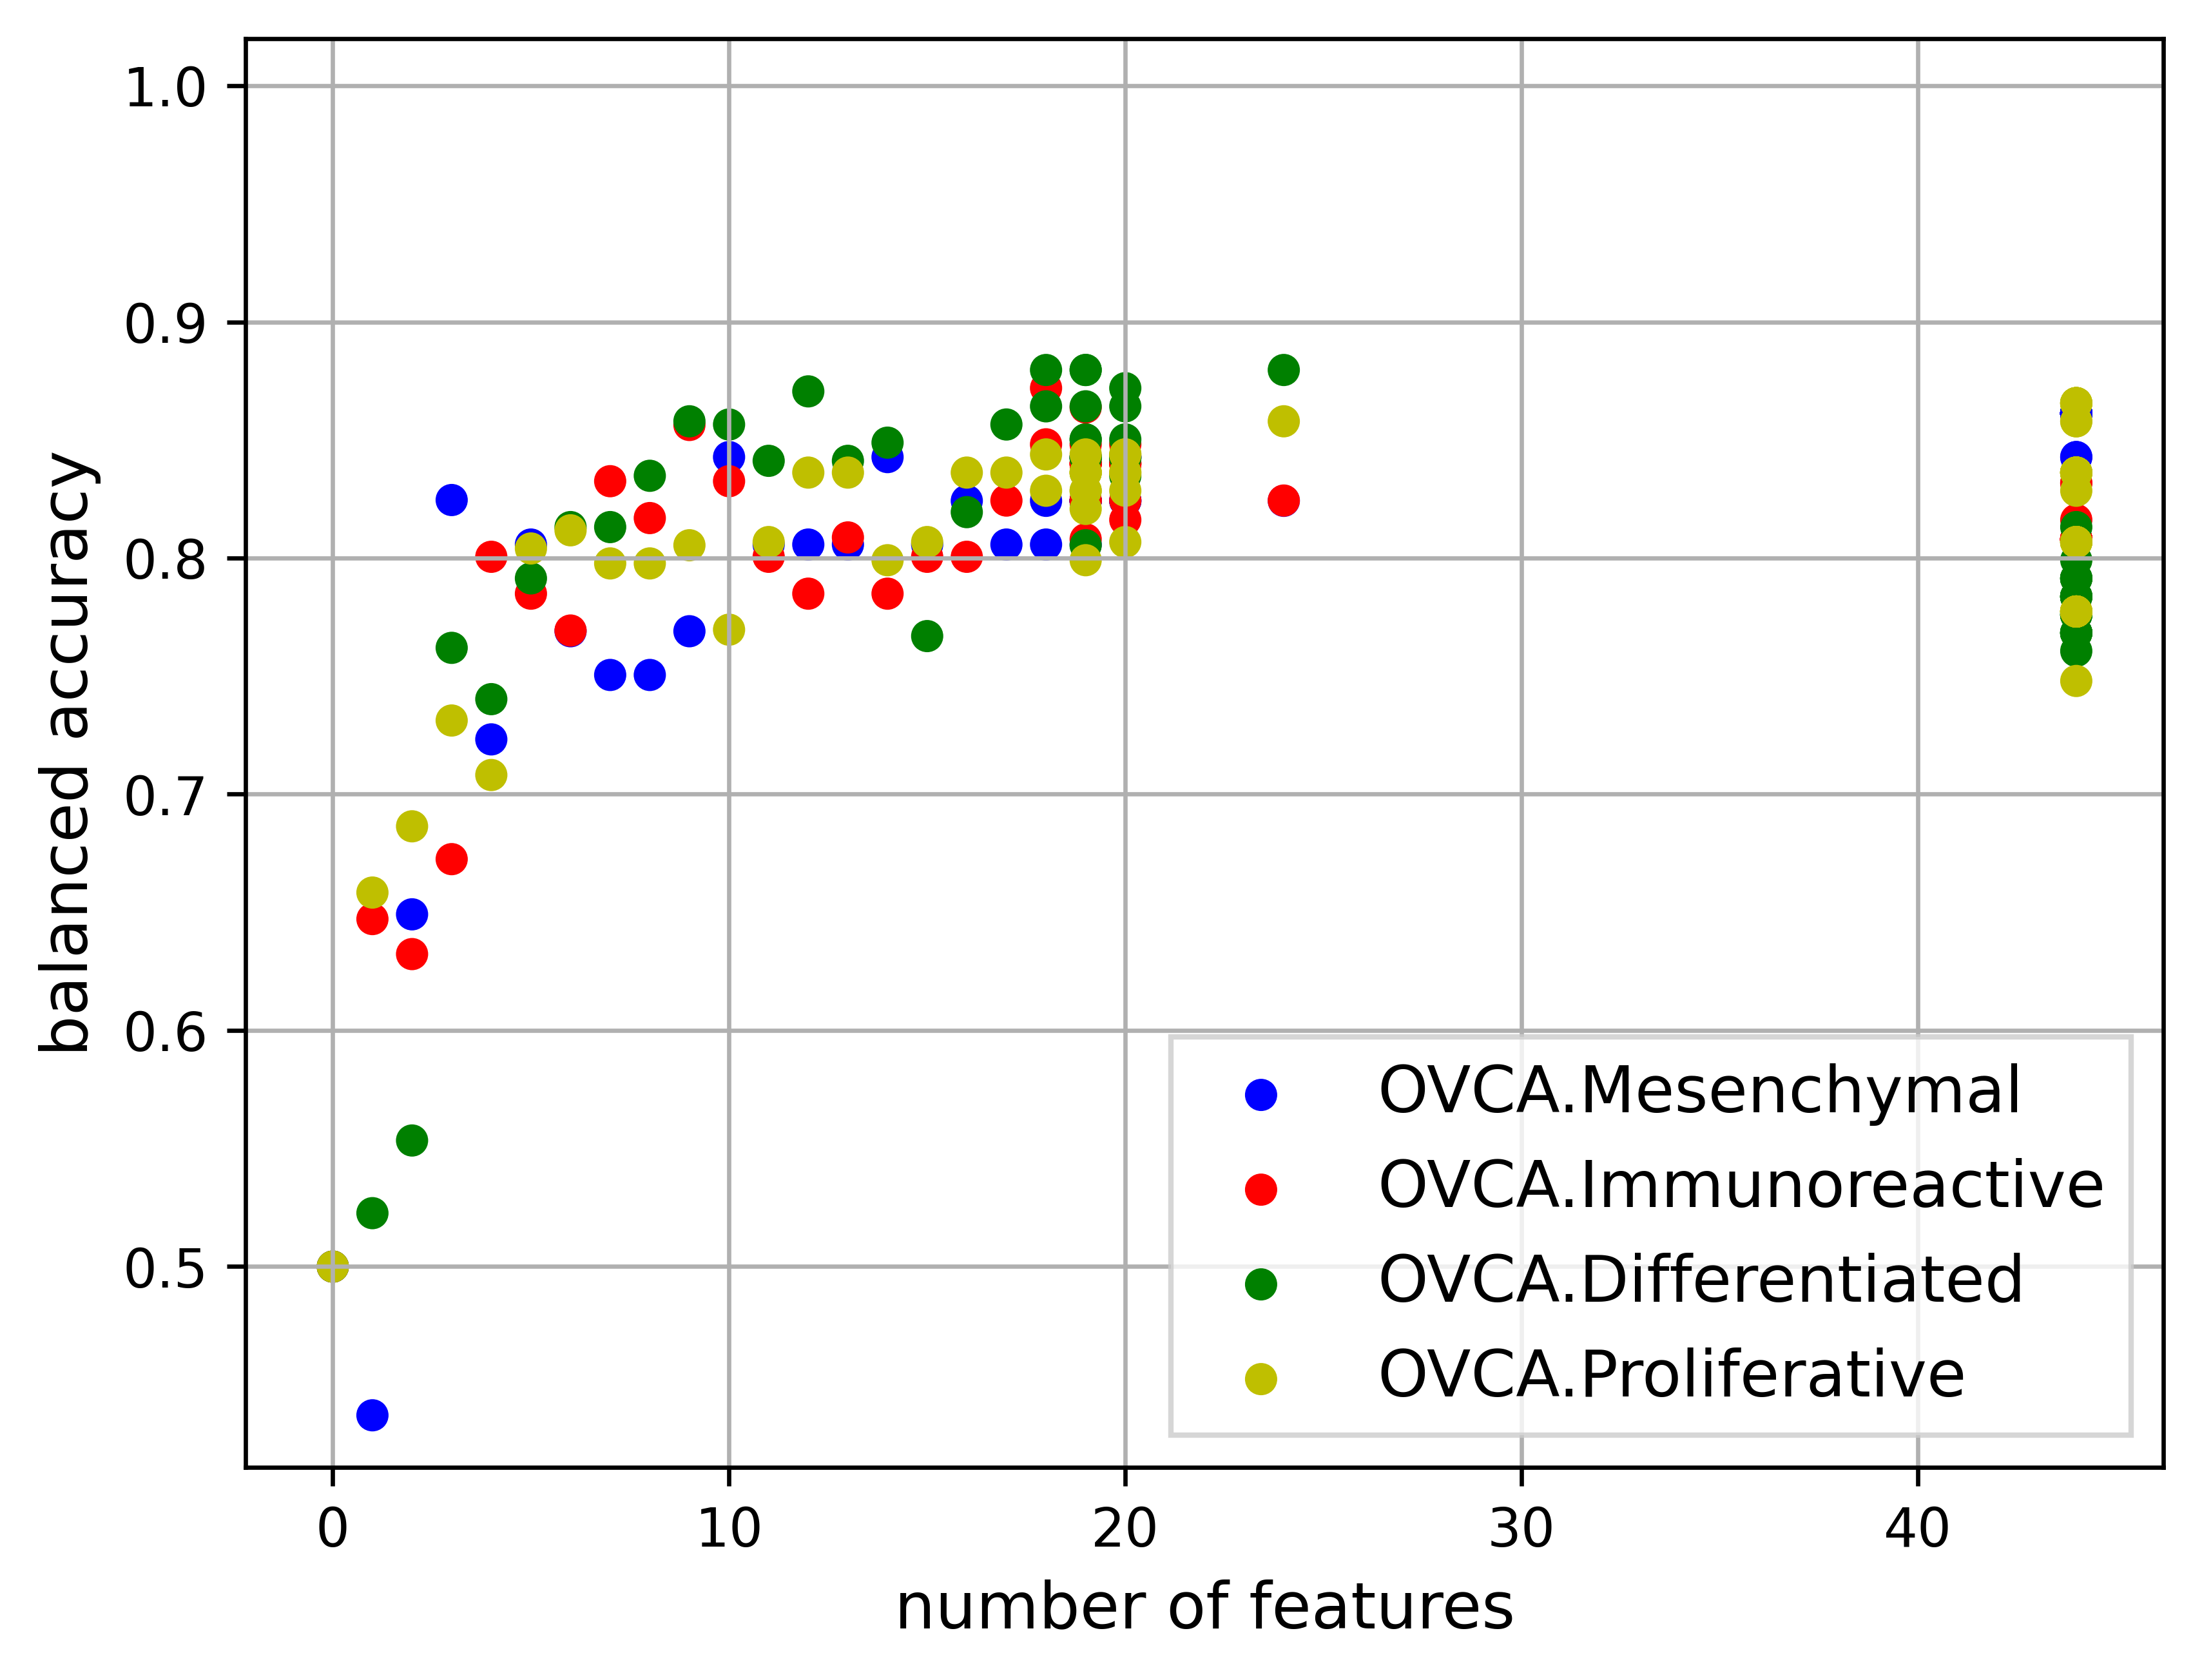 1.0
0.9
0.8
0.7
0.6
0.5
balanced accuracy
OVCA.Mesenchymal
OVCA.Immunoreactive
OVCA.Differentiated
OVCA.Proliferative
0 10 20 30 40
number of features